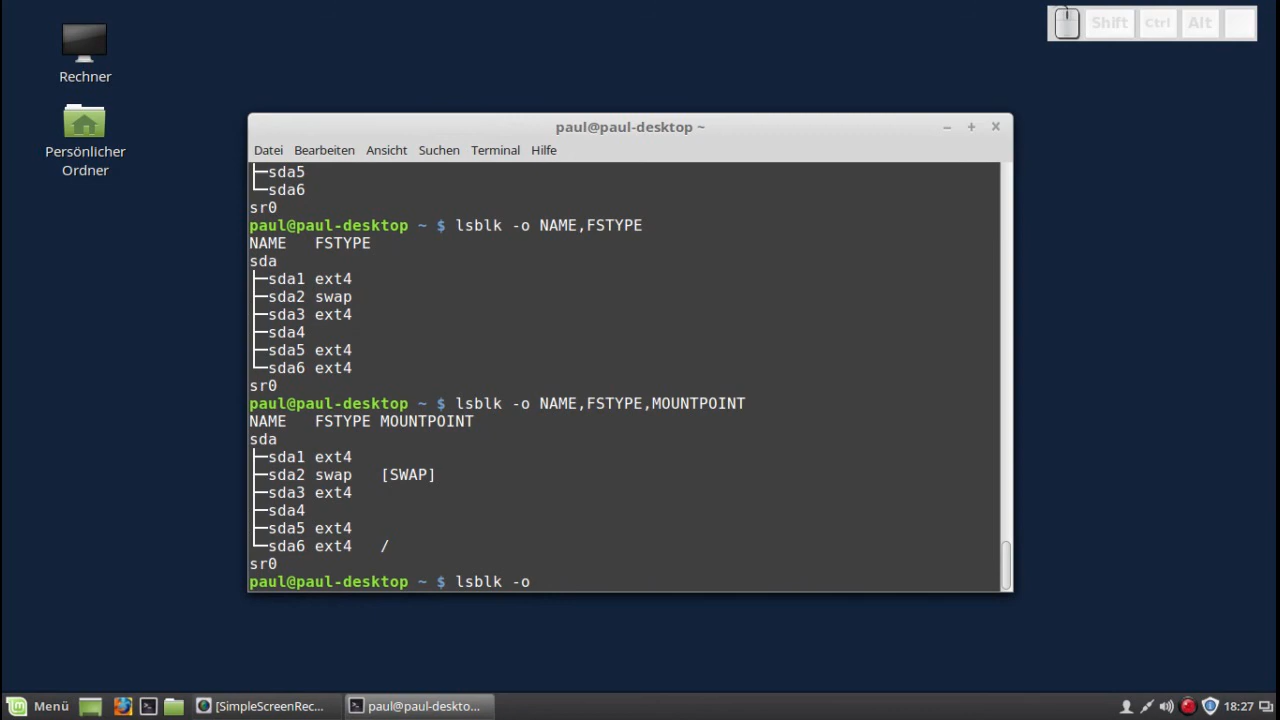 Rechner
Persönlicher
Ordner
Shift Ctrl Alt
paul@paul-desktop ~
Datei Bearbeiten Ansicht Suchen Terminal Hilfe
├─sda5
└─sda6
sr0
paul@paul-desktop ~ $ lsblk -o NAME,FSTYPE
NAME   FSTYPE
sda
├─sda1 ext4
├─sda2 swap
├─sda3 ext4
├─sda4
├─sda5 ext4
└─sda6 ext4
sr0
paul@paul-desktop ~ $ lsblk -o NAME,FSTYPE,MOUNTPOINT
NAME   FSTYPE MOUNTPOINT
sda
├─sda1 ext4
├─sda2 swap   [SWAP]
├─sda3 ext4
├─sda4
├─sda5 ext4
└─sda6 ext4   /
sr0
paul@paul-desktop ~ $ lsblk -o
Menü [SimpleScreenRec... paul@paul-deskto... 18:27